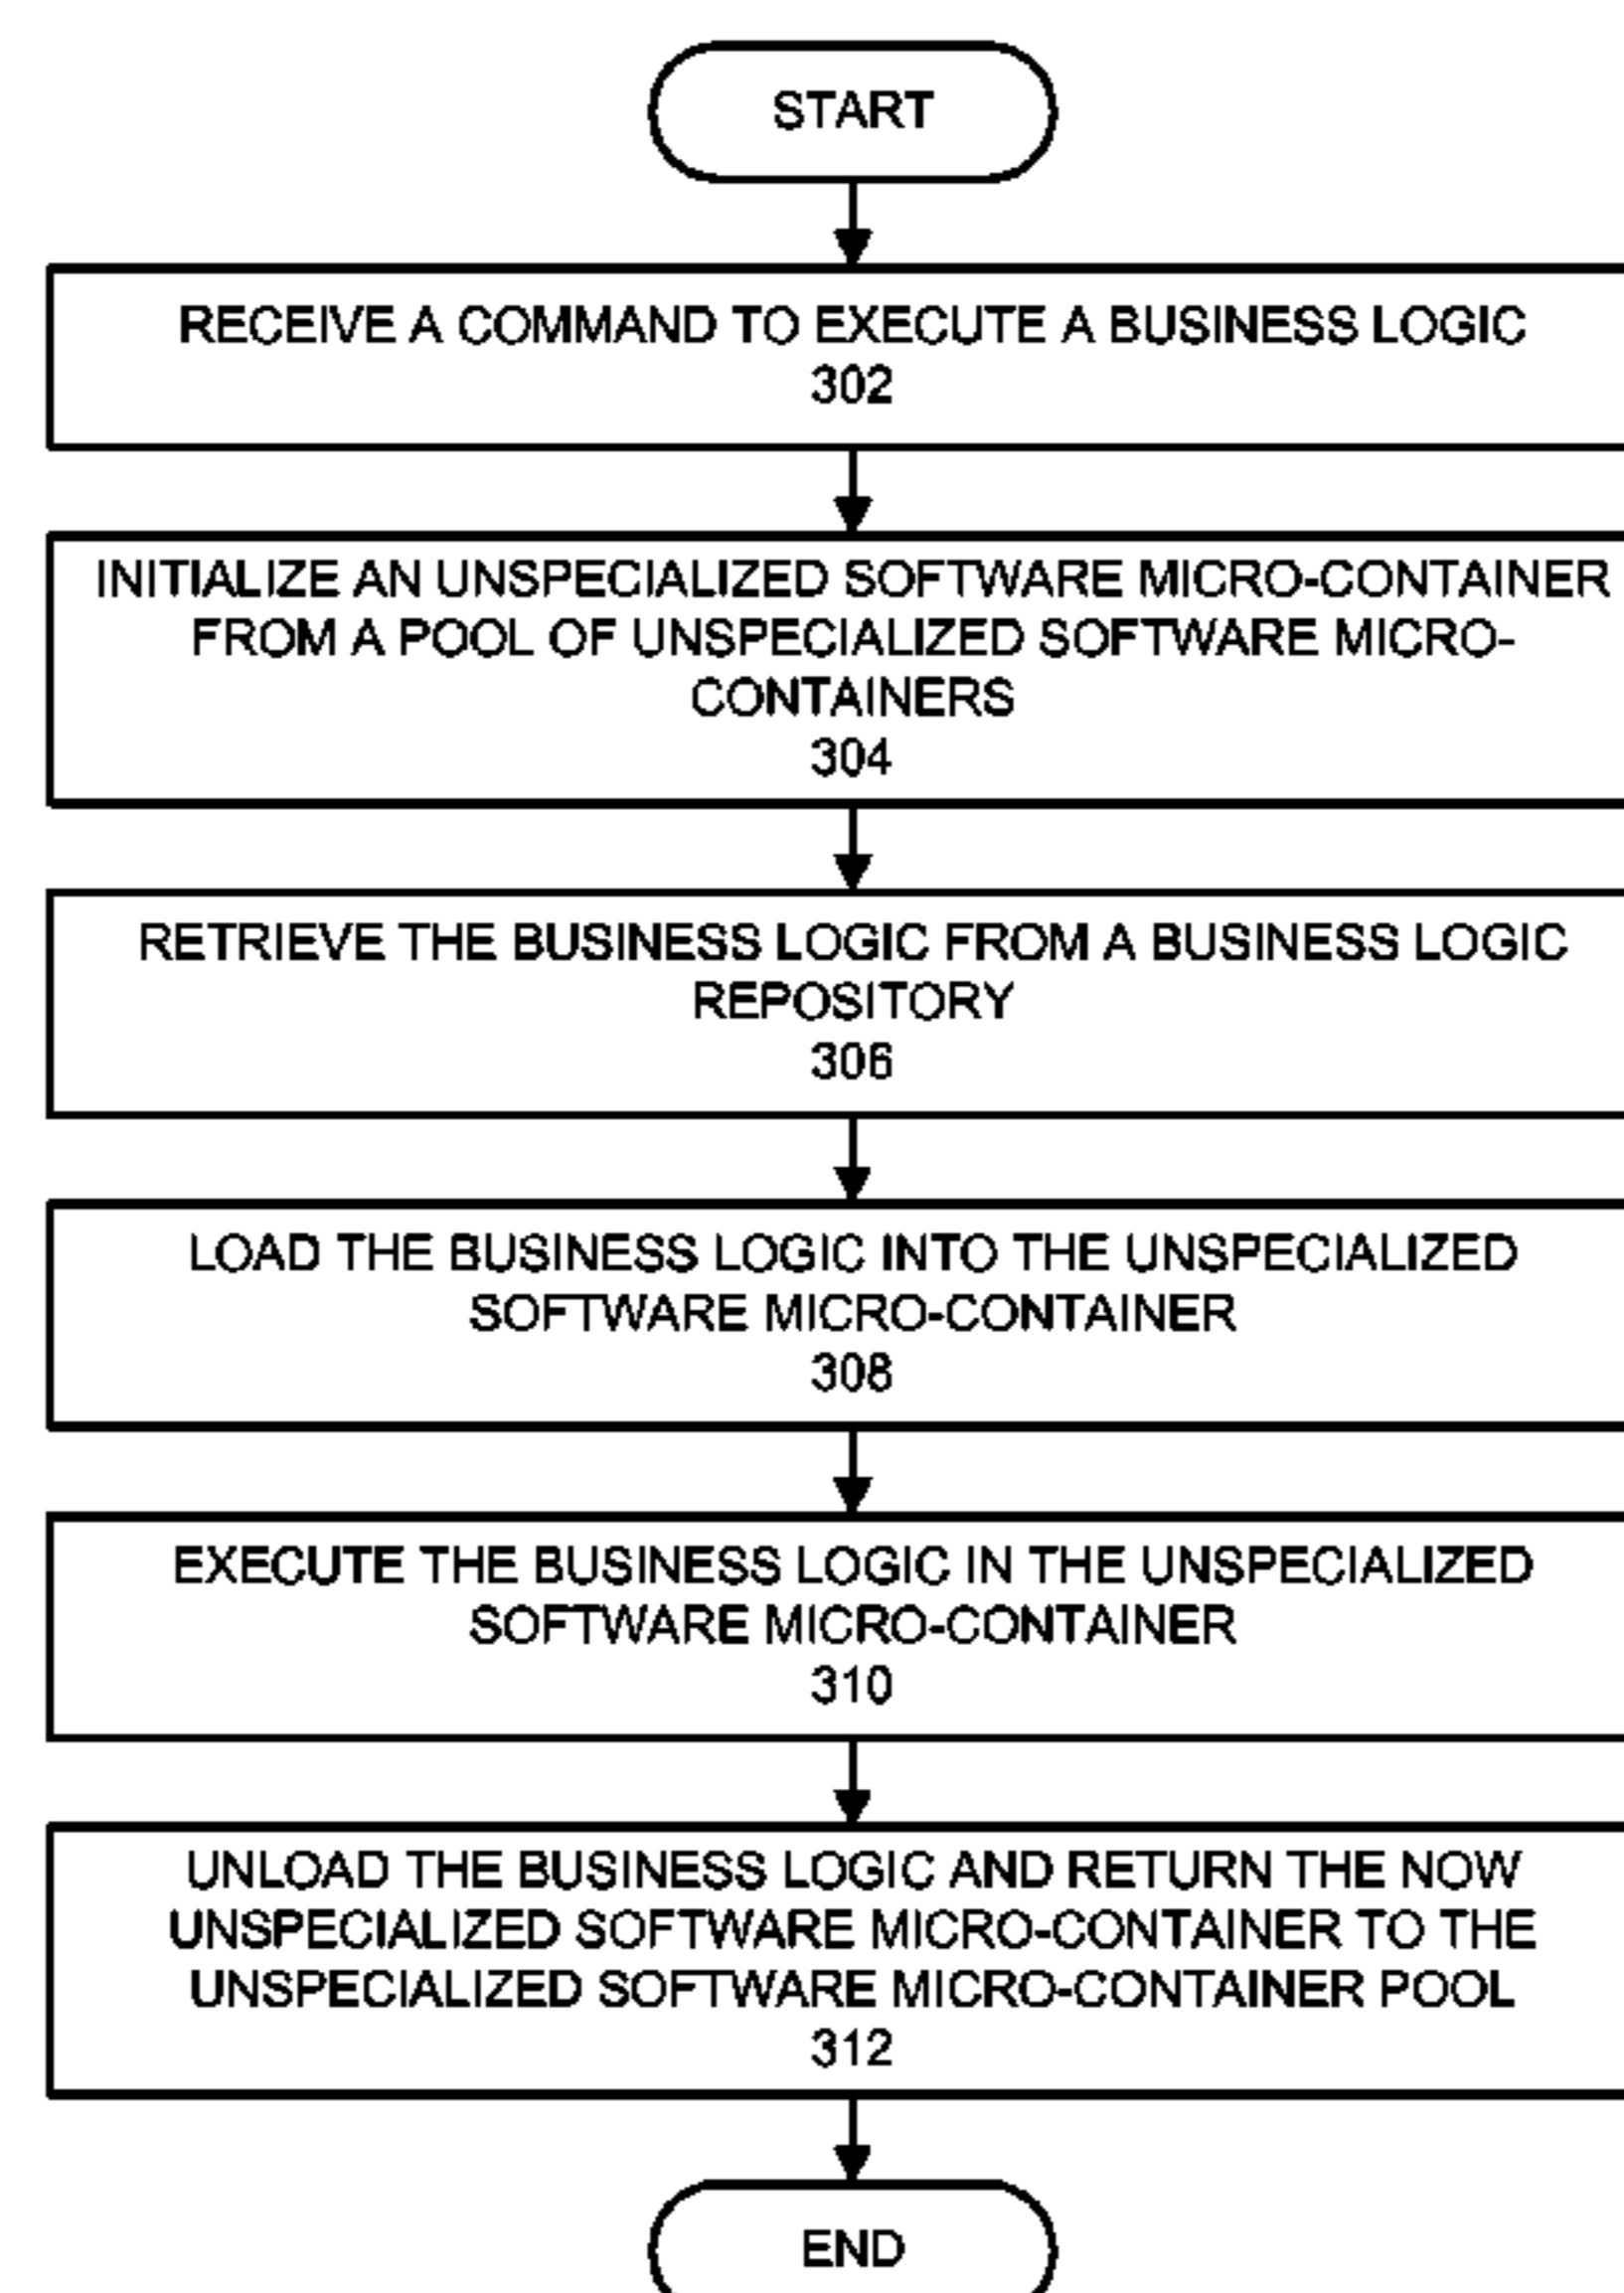 START
RECEIVE A COMMAND TO EXECUTE A BUSINESS LOGIC
302
INITIALIZE AN UNSPECIALIZED SOFTWARE MICRO-CONTAINER
FROM A POOL OF UNSPECIALIZED SOFTWARE MICRO-
CONTAINERS
304
RETRIEVE THE BUSINESS LOGIC FROM A BUSINESS LOGIC
REPOSITORY
306
LOAD THE BUSINESS LOGIC INTO THE UNSPECIALIZED
SOFTWARE MICRO-CONTAINER
308
EXECUTE THE BUSINESS LOGIC IN THE UNSPECIALIZED
SOFTWARE MICRO-CONTAINER
310
UNLOAD THE BUSINESS LOGIC AND RETURN THE NOW
UNSPECIALIZED SOFTWARE MICRO-CONTAINER TO THE
UNSPECIALIZED SOFTWARE MICRO-CONTAINER POOL
312
END